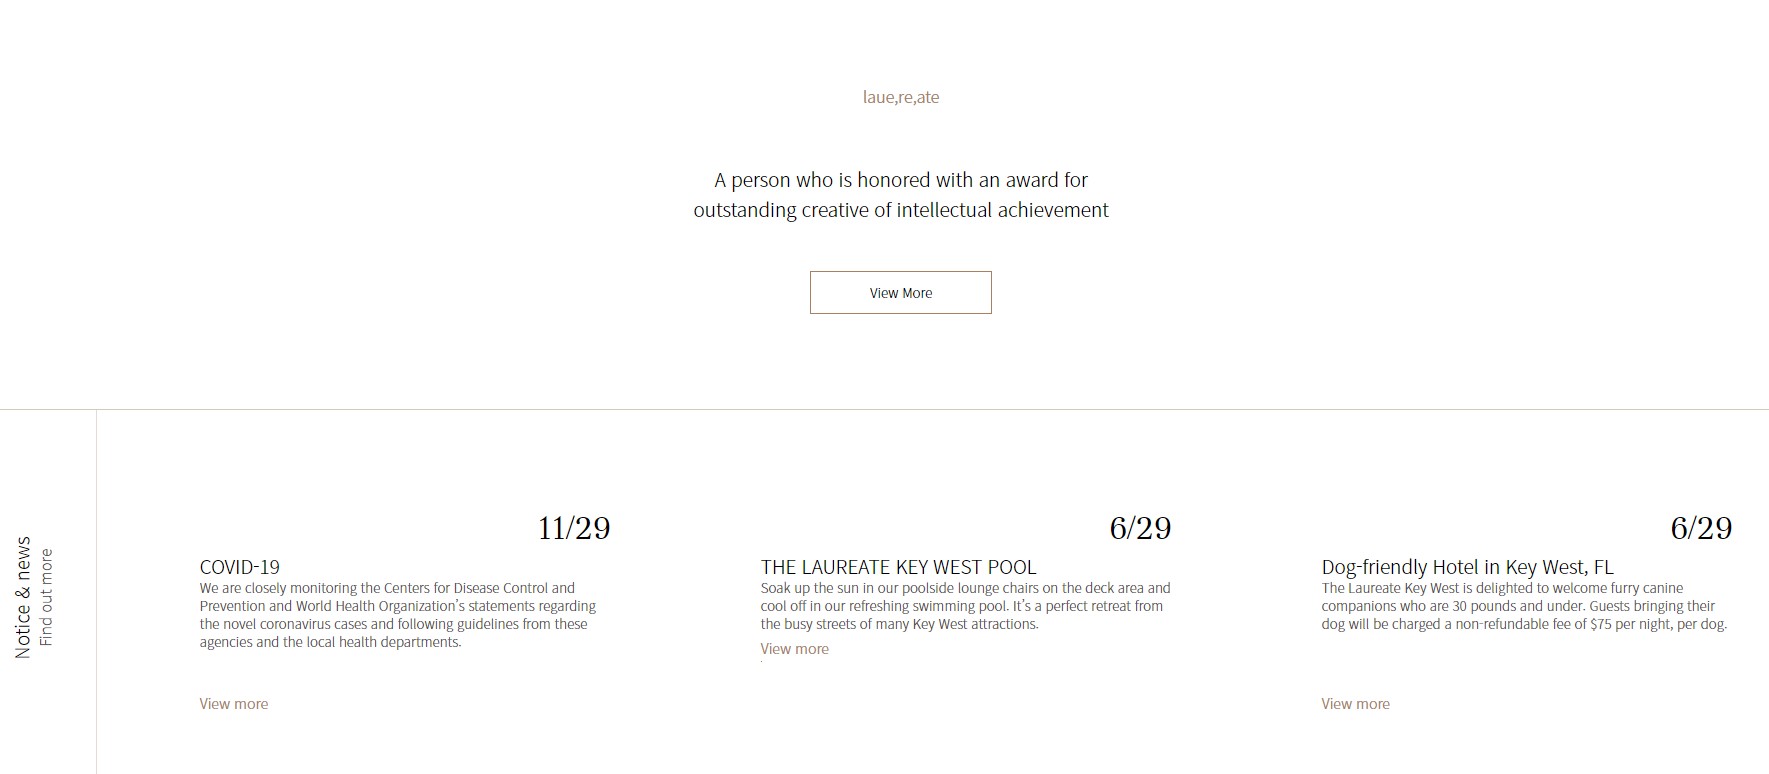 laue,re,ate
A person who is honored with an award for
outstanding creative of intellectual achievement
View More
Notice & news
Find out more
11/29
COVID-19
We are closely monitoring the Centers for Disease Control and
Prevention and World Health Organization's statements regarding
the novel coronavirus cases and following guidelines from these
agencies and the local health departments.
View more
6/29
THE LAUREATE KEY WEST POOL
Soak up the sun in our poolside lounge chairs on the deck area and
cool off in our refreshing swimming pool. It's a perfect retreat from
the busy streets of many Key West attractions.
View more
.
6/29
Dog-friendly Hotel in Key West, FL
The Laureate Key West is delighted to welcome furry canine
companions who are 30 pounds and under. Guests bringing their
dog will be charged a non-refundable fee of $75 per night, per dog.
View more